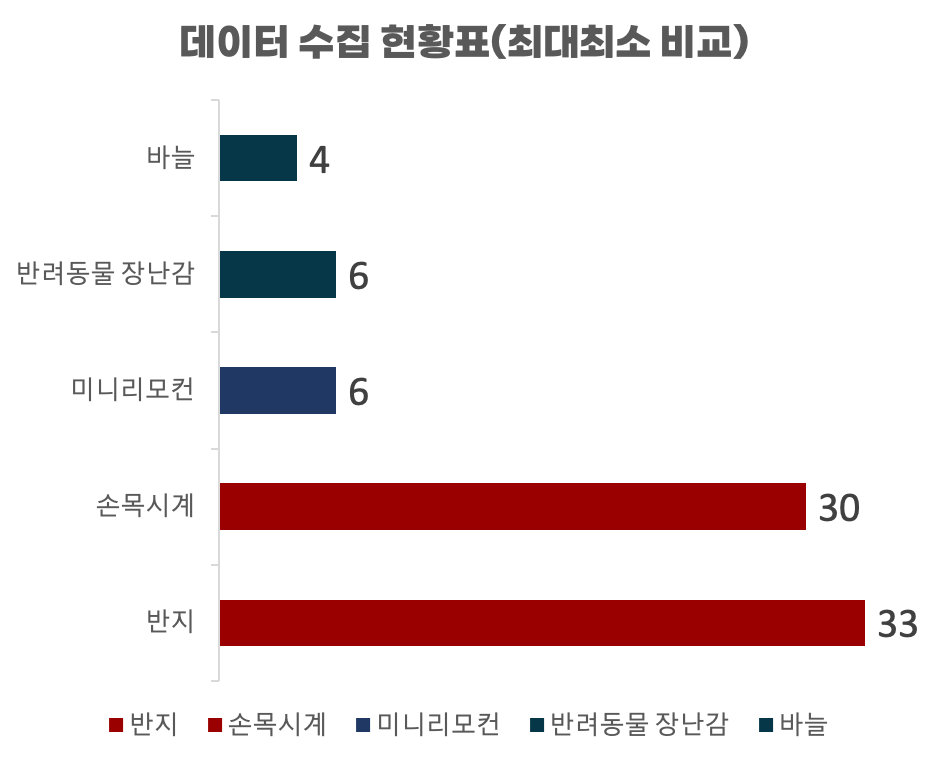 데이터 수집 현황표(최대최소 비교)
바늘 4
반려동물 장난감 6
미니리모컨 6
손목시계 30
반지 33
반지 손목시계 미니리모컨 반려동물 장난감 바늘